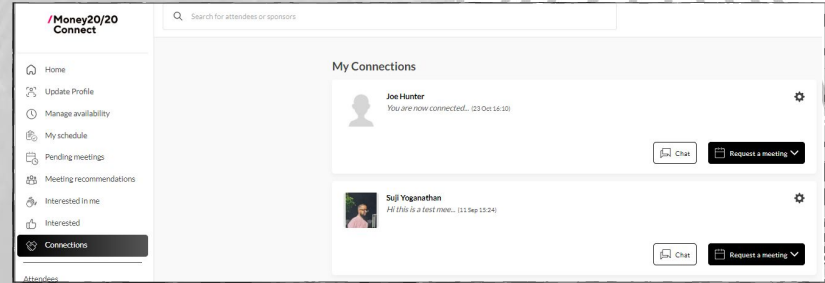 /Money20/20
Connect
Search for attendees or sponsors
Home
Update Profile
Manage availability
My schedule
Pending meetings
Meeting recommendations
Interested in me
Interested
Connections
Attendees
My Connections
Joe Hunter
You are now connected... (23 Oct 16:10)
Chat
Request a meeting
Suji Yoganathan
Hi this is a test mee... (11 Sep 15:24)
Chat
Request a meeting